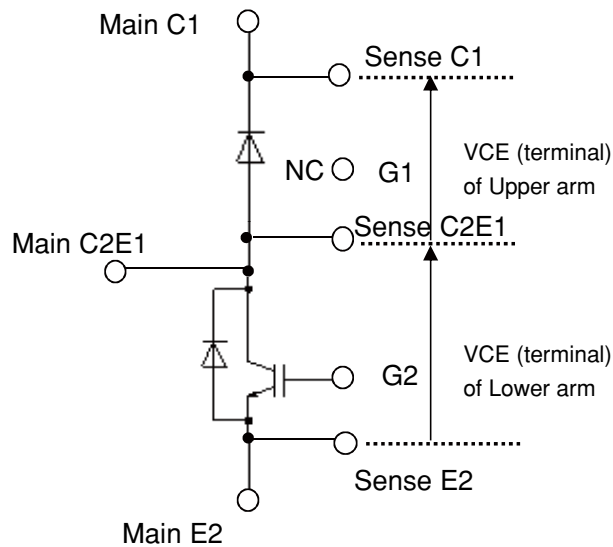 Main C1
Sense C1
NC
G1
VCE (terminal)
of Upper arm
Sense C2E1
Main C2E1
G2
VCE (terminal)
of Lower arm
Sense E2
Main E2